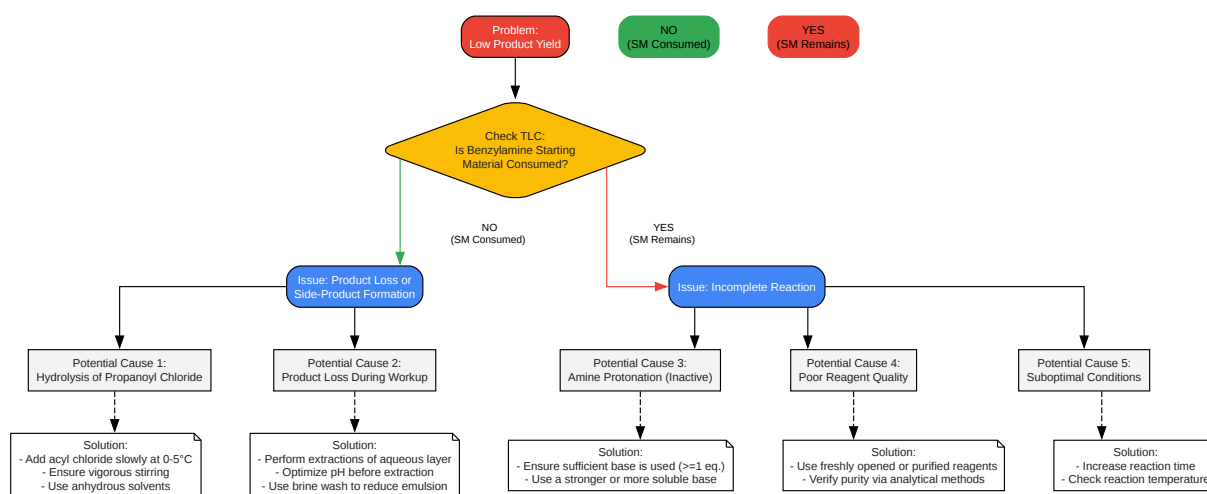 Problem:
Low Product Yield
NO
(SM Consumed)
YES
(SM Remains)
Check TLC:
Is Benzylamine Starting
Material Consumed?
NO
(SM Consumed)
YES
(SM Remains)
Issue: Product Loss or
Side-Product Formation
Issue: Incomplete Reaction
Potential Cause 1:
Hydrolysis of Propanoyl Chloride
Potential Cause 2:
Product Loss During Workup
Potential Cause 3:
Amine Protonation (Inactive)
Potential Cause 4:
Poor Reagent Quality
Potential Cause 5:
Suboptimal Conditions
Solution:
- Add acyl chloride slowly at 0-5°C
- Ensure vigorous stirring
- Use anhydrous solvents
Solution:
- Perform extractions of aqueous layer
- Optimize pH before extraction
- Use brine wash to reduce emulsion
Solution:
- Ensure sufficient base is used (>=1 eq.)
- Use a stronger or more soluble base
Solution:
- Use freshly opened or purified reagents
- Verify purity via analytical methods
Solution:
- Increase reaction time
- Check reaction temperature